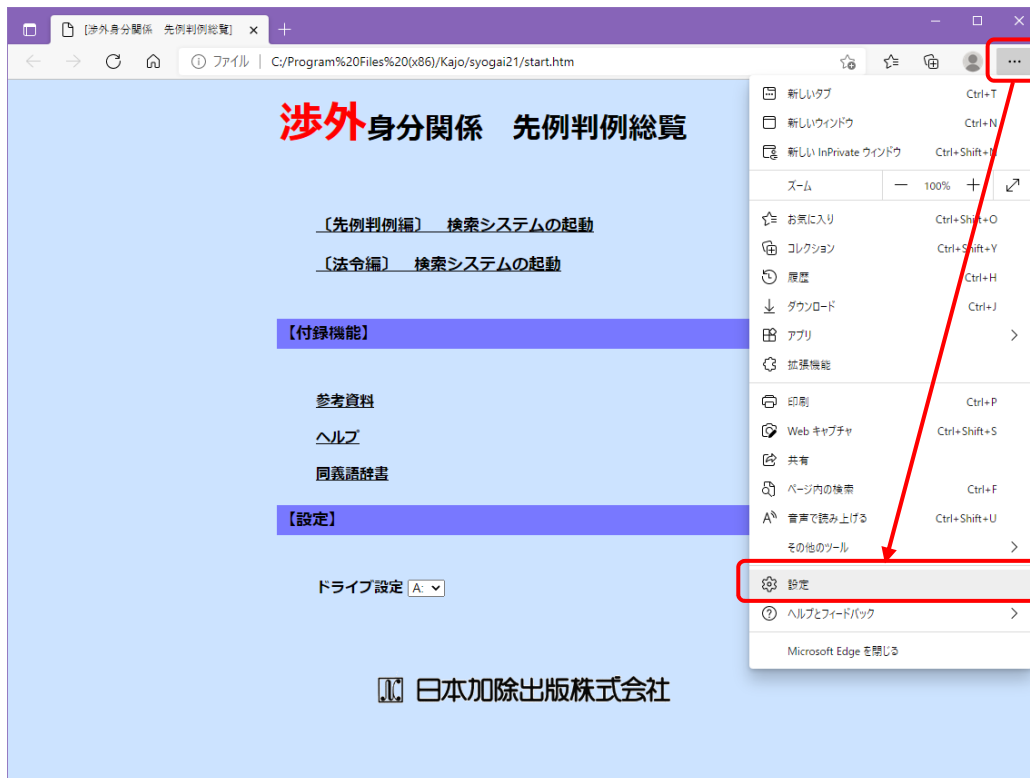 [渉外身分関係　先例判例総覧]
ファイル
C:/Program%20Files%20(x86)/Kajo/syogai21/start.htm
渉外身分関係　先例判例総覧
〔先例判例編〕　検索システムの起動
〔法令編〕　検索システムの起動
【付録機能】
参考資料
ヘルプ
同義語辞書
【設定】
ドライブ設定 A:
日本加除出版株式会社
新しいタブ Ctrl+T
新しいウィンドウ Ctrl+N
新しい InPrivate ウィンドウ Ctrl+Shift+N
ズーム 100%
お気に入り Ctrl+Shift+O
コレクション Ctrl+Shift+Y
履歴 Ctrl+H
ダウンロード Ctrl+J
アプリ
拡張機能
印刷 Ctrl+P
Web キャプチャ Ctrl+Shift+S
共有
ページ内の検索 Ctrl+F
音声で読み上げる Ctrl+Shift+U
その他のツール
設定
ヘルプとフィードバック
Microsoft Edge を閉じる